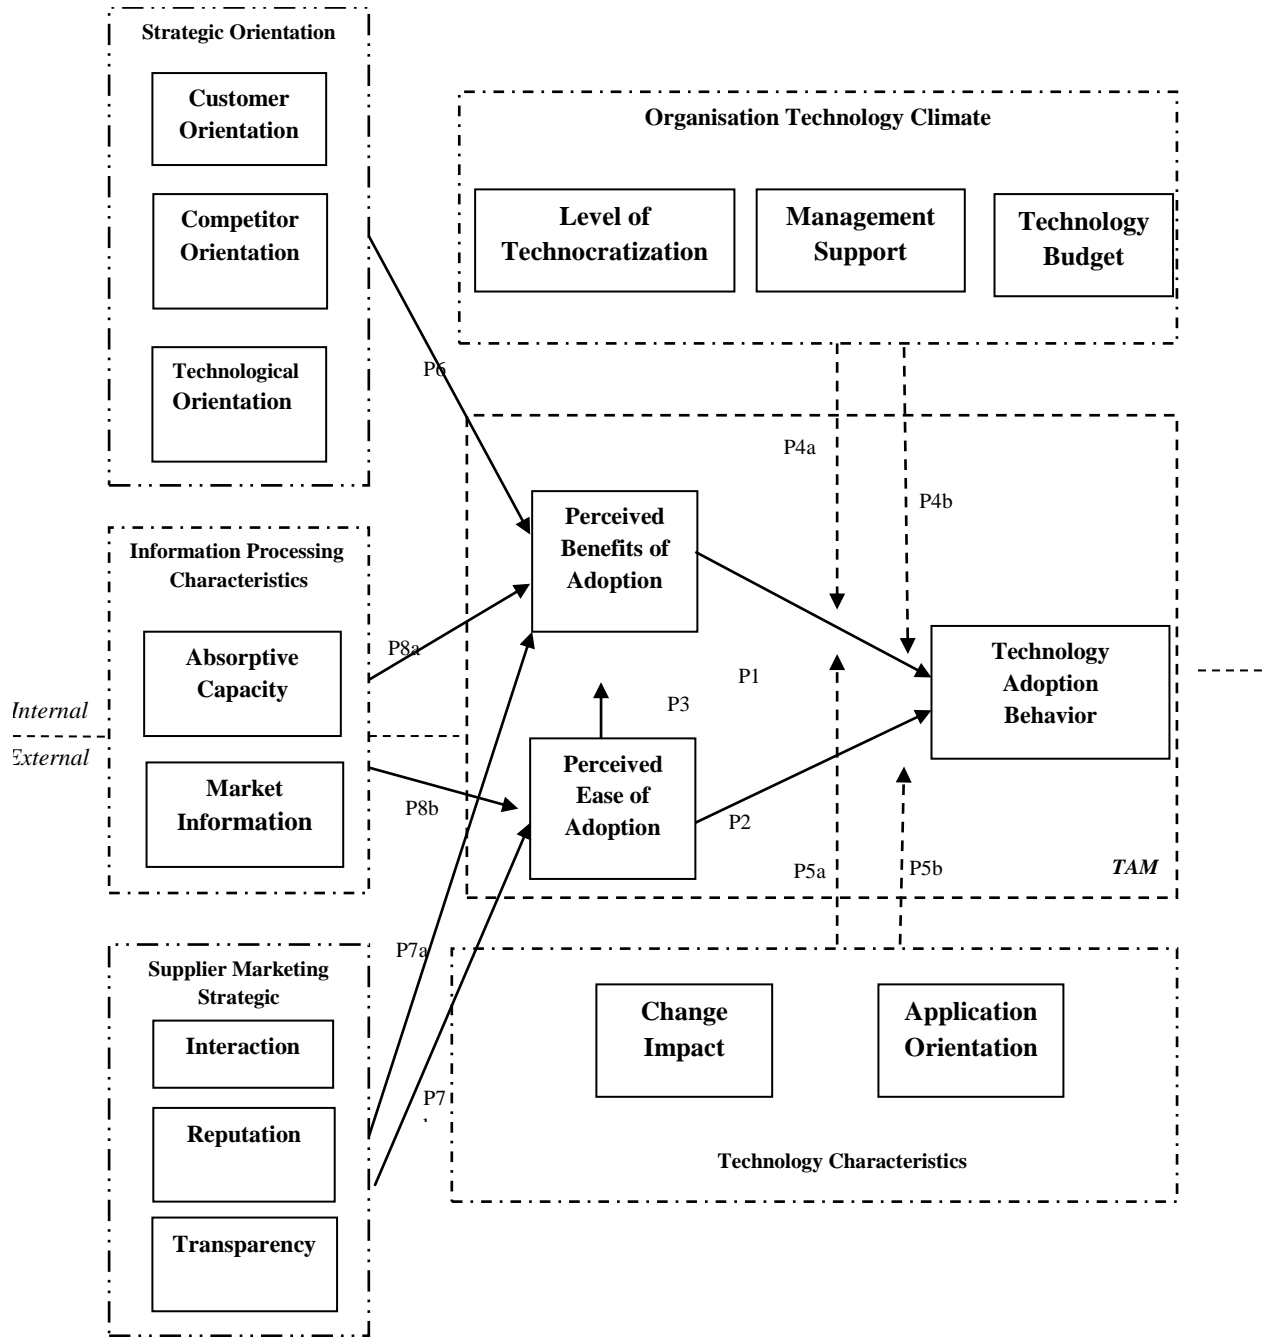 Strategic Orientation
Customer
Orientation
Competitor
Orientation
Technological
Orientation
Organisation Technology Climate
Level of
Technocratization
Management
Support
Technology
Budget
P6
P4a
P4b
Information Processing
Characteristics
Absorptive
Capacity
Market
Information
Internal
External
P8a
P8b
Perceived
Benefits of
Adoption
P1
P3
Perceived
Ease of
Adoption
P2
Technology
Adoption
Behavior
P5a
P5b
TAM
Supplier Marketing
Strategic
Interaction
Reputation
Transparency
P7a
P7
Change
Impact
Application
Orientation
Technology Characteristics